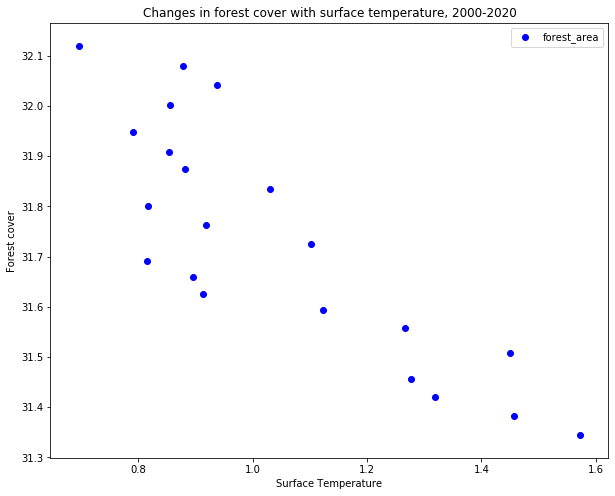 Changes in forest cover with surface temperature, 2000-2020
forest_area
32.1
32.0
31.9
31.8
31.7
31.6
31.5
31.4
31.3
Forest cover
0.8 1.0 1.2 1.4 1.6
Surface Temperature